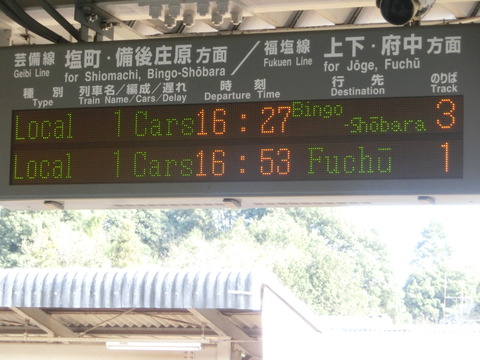 芸備線 塩町・備後庄原 方面 / 福塩線 上下・府中 方面
Geibi Line for Shiomachi, Bingo-Shōbara Fukuen Line for Jōge, Fuchū
種別 列車名/編成/遅れ 時刻 行先 のりば
Type Train Name/Cars/Delay Departure Time Destination Track
Local 1 Cars 16:27 Bingo-Shōbara 3
Local 1 Cars 16:53 Fuchū 1